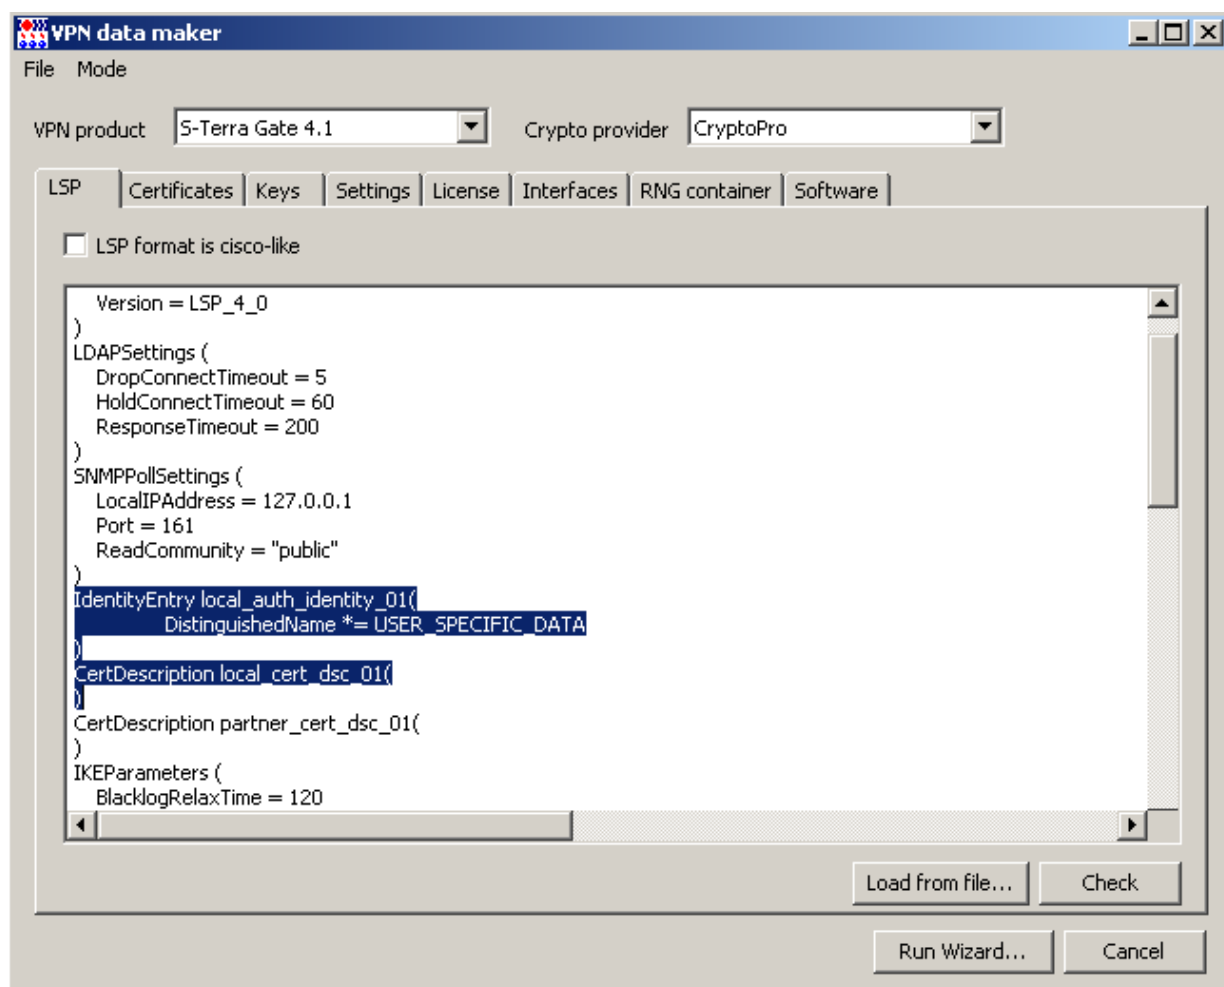 VPN data maker
File Mode
VPN product S-Terra Gate 4.1 Crypto provider CryptoPro
LSP Certificates Keys Settings License Interfaces RNG container Software
LSP format is cisco-like
Version = LSP_4_0
)
LDAPSettings (
DropConnectTimeout = 5
HoldConnectTimeout = 60
ResponseTimeout = 200
)
SNMPPollSettings (
LocalIPAddress = 127.0.0.1
Port = 161
ReadCommunity = "public"
)
IdentityEntry local_auth_identity_01(
DistinguishedName *= USER_SPECIFIC_DATA
)
CertDescription local_cert_dsc_01(
)
CertDescription partner_cert_dsc_01(
)
IKEParameters (
BlacklogRelaxTime = 120
Load from file... Check
Run Wizard... Cancel